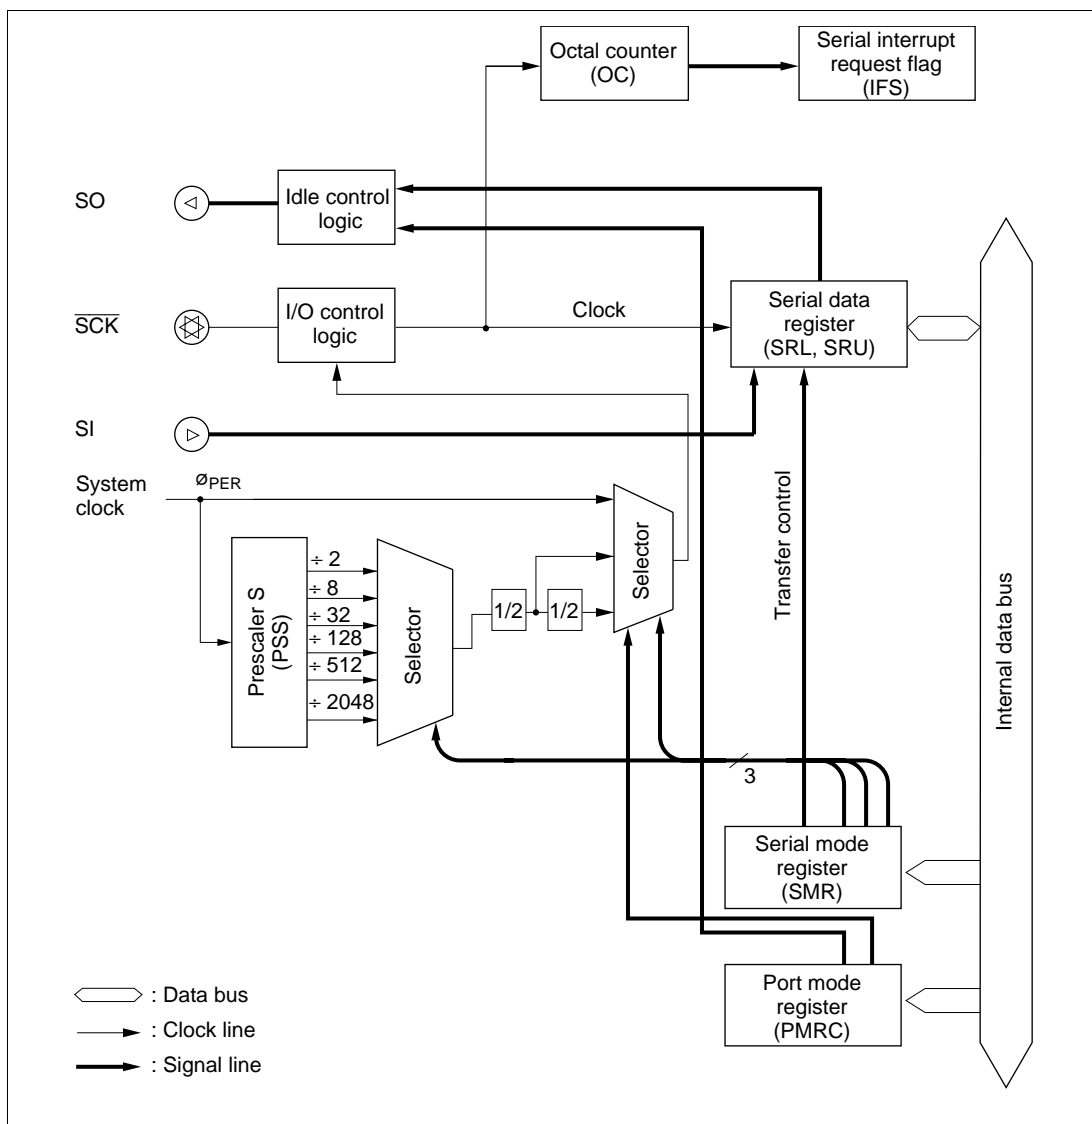 Octal counter
(OC)
Serial interrupt
request flag
(IFS)
SO
Idle control
logic
SCK
I/O control
logic
Clock
Serial data
register
(SRL, SRU)
SI
System
clock
øPER
Prescaler S
(PSS)
÷ 2
÷ 8
÷ 32
÷ 128
÷ 512
÷ 2048
Selector
1/2
1/2
Selector
Transfer control
Internal data bus
3
Serial mode
register
(SMR)
Port mode
register
(PMRC)
: Data bus
: Clock line
: Signal line